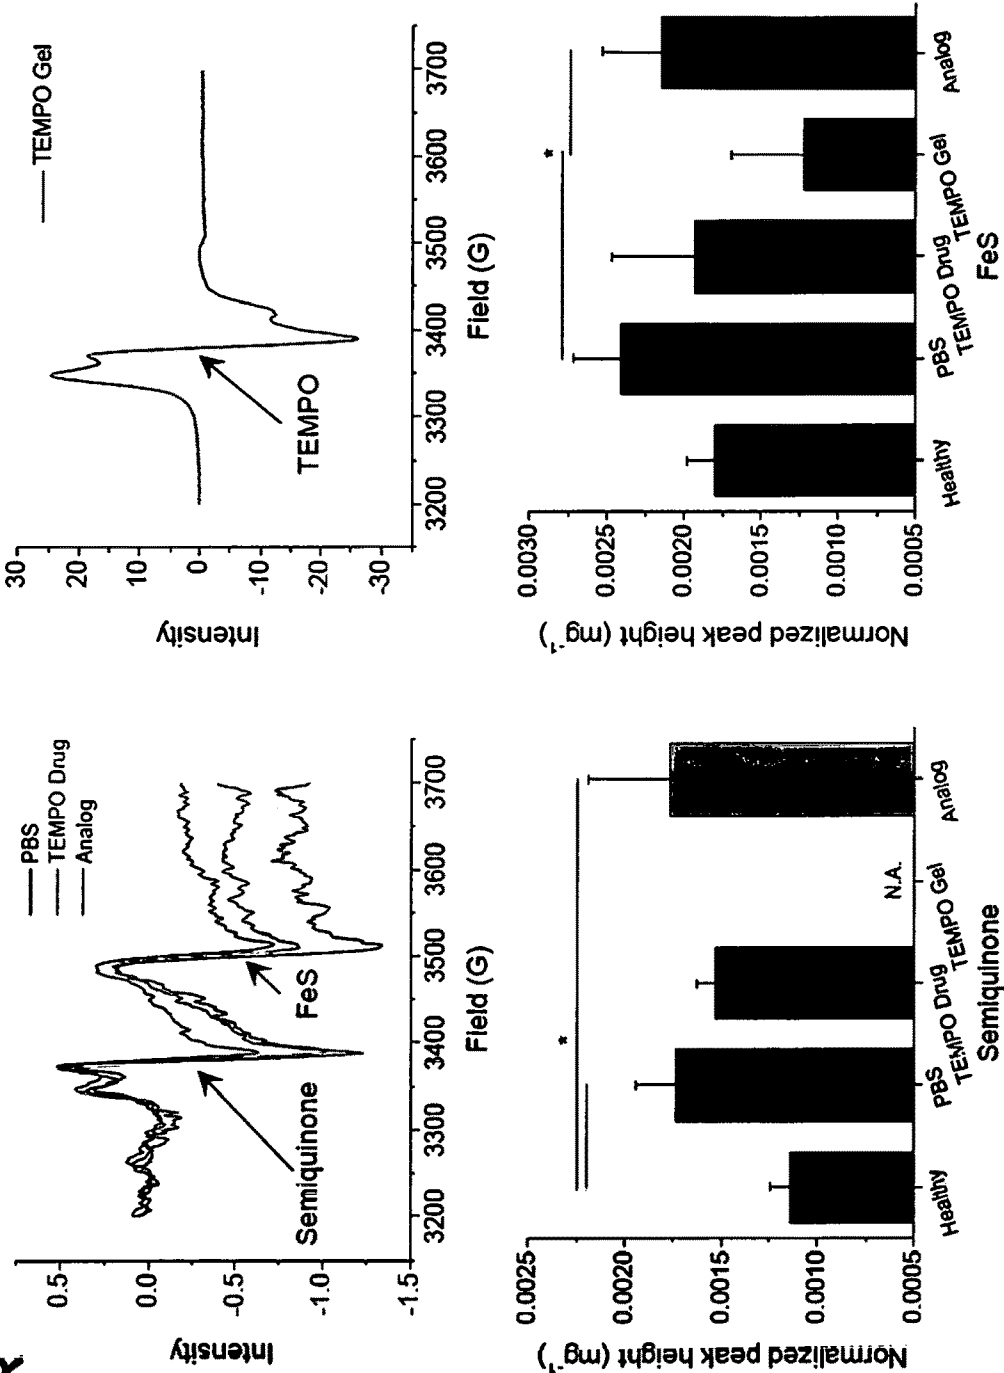 PBS
TEMPO Drug
Analog
0.5
0.0
-0.5
-1.0
-1.5
Intensity
Semiquinone
FeS
3200
3300
3400
3500
3600
3700
Field (G)
TEMPO Gel
30
20
10
0
-10
-20
-30
Intensity
TEMPO
3200
3300
3400
3500
3600
3700
Field (G)
0.0025
0.0020
0.0015
0.0010
0.0005
Normalized peak height (mg⁻¹)
*
N.A.
Healthy
PBS
TEMPO Drug
TEMPO Gel
Analog
Semiquinone
0.0030
0.0025
0.0020
0.0015
0.0010
0.0005
Normalized peak height (mg⁻¹)
*
Healthy
PBS
TEMPO Drug
TEMPO Gel
Analog
FeS